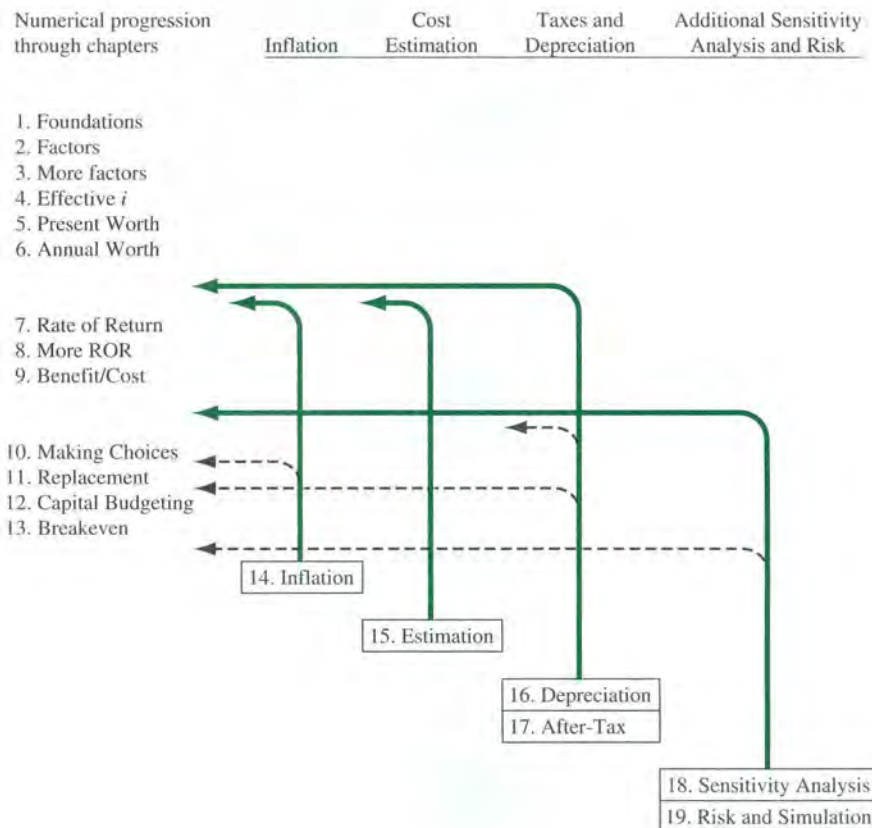 Numerical progression
through chapters
Inflation
Cost
Estimation
Taxes and
Depreciation
Additional Sensitivity
Analysis and Risk
1. Foundations
2. Factors
3. More factors
4. Effective i
5. Present Worth
6. Annual Worth
7. Rate of Return
8. More ROR
9. Benefit/Cost
10. Making Choices
11. Replacement
12. Capital Budgeting
13. Breakeven
14. Inflation
15. Estimation
16. Depreciation
17. After-Tax
18. Sensitivity Analysis
19. Risk and Simulation